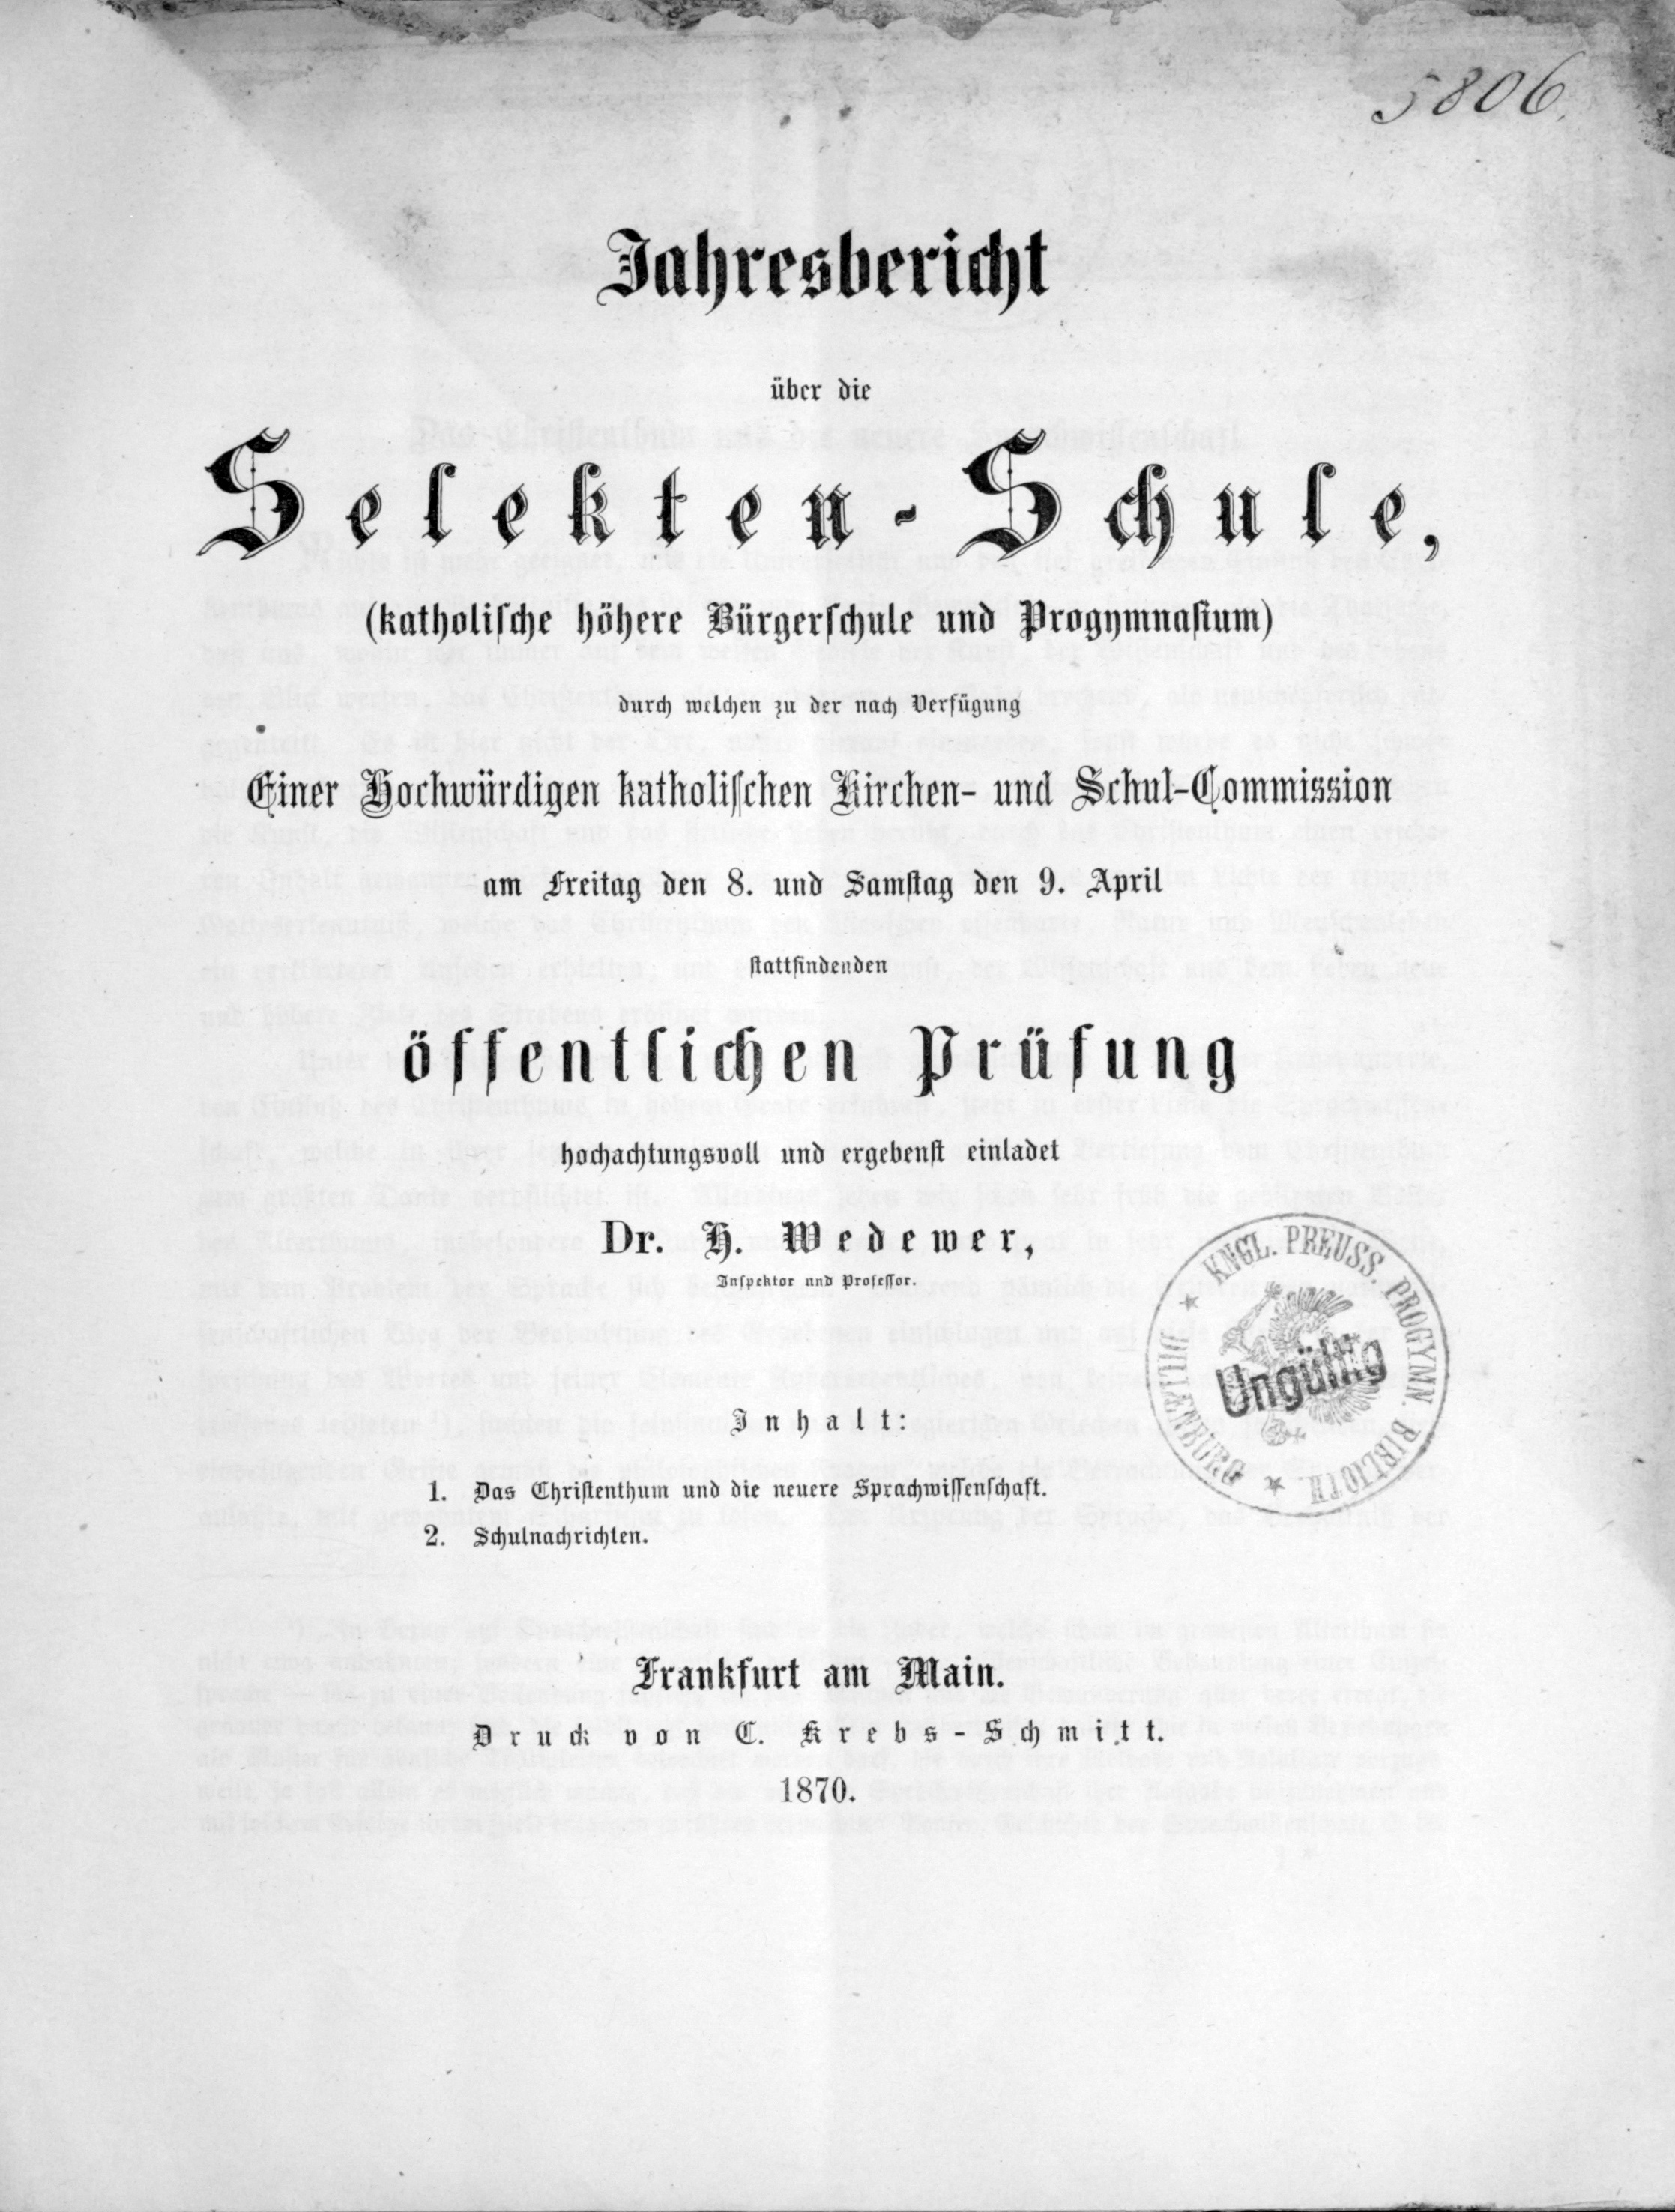 5806.
Jahresbericht
über die
Selekten-Schule,
(katholische höhere Bürgerschule und Progymnasium)
durch welchen zu der nach Verfügung
Einer Hochwürdigen katholischen Kirchen- und Schul-Commission
am Freitag den 8. und Samstag den 9. April
stattfindenden
öffentlichen Prüfung
hochachtungsvoll und ergebenst einladet
Dr. H. Wedewer,
Inspektor und Professor.
KNGL. PREUSS. PROGYMN. BIBLIOTH.
DILLENBURG
Ungültig
Inhalt:
1. Das Christenthum und die neuere Sprachwissenschaft.
2. Schulnachrichten.
Frankfurt am Main.
Druck von C. Krebs-Schmitt.
1870.